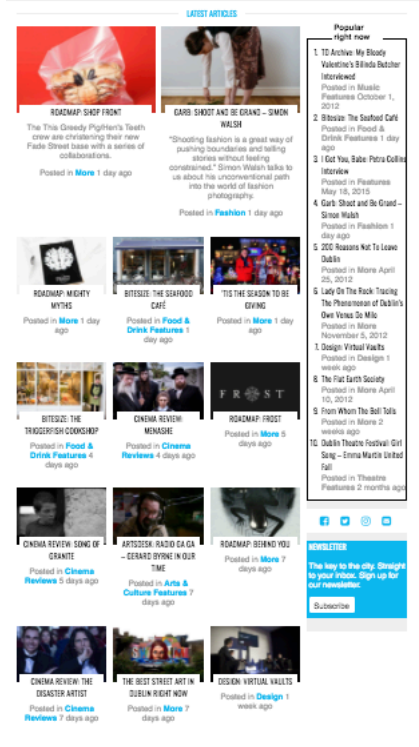 LATEST ARTICLES
ROADMAP: SHOP FRONT
The This Greedy Pig/Hen's Teeth
crew are christening their new
Fade Street base with a series of
collaborations.
Posted in More 1 day ago
GARB: SHOOT AND BE GRAND – SIMON
WALSH
"Shooting fashion is a great way of
pushing boundaries and telling
stories without feeling
constrained." Simon Walsh talks to
us about his unconventional path
into the world of fashion
photography.
Posted in Fashion 1 day ago
ROADMAP: MIGHTY
MYTHS
Posted in More 1 day
ago
BITESIZE: THE SEAFOOD
CAFÉ
Posted in Food &
Drink Features 1
day ago
'TIS THE SEASON TO BE
GIVING
Posted in More 1 day
ago
BITESIZE: THE
TRIGGERFISH COOKSHOP
Posted in Food &
Drink Features 4
days ago
CINEMA REVIEW:
MENASHE
Posted in Cinema
Reviews 4 days ago
FROST
ROADMAP: FROST
Posted in More 5
days ago
CINEMA REVIEW: SONG OF
GRANITE
Posted in Cinema
Reviews 5 days ago
ARTSDESK: RADIO GA GA
– GERARD BYRNE IN OUR
TIME
Posted in Arts &
Culture Features 7
days ago
ROADMAP: BEHIND YOU
Posted in More 7
days ago
CINEMA REVIEW: THE
DISASTER ARTIST
Posted in Cinema
Reviews 7 days ago
THE BEST STREET ART IN
DUBLIN RIGHT NOW
Posted in More 7
days ago
DESIGN: VIRTUAL VAULTS
Posted in Design 1
week ago
Popular
right now
1. TD Archive: My Bloody
Valentine's Bilinda Butcher
Interviewed
Posted in Music
Features October 1,
2012
2. Bitesize: The Seafood Café
Posted in Food &
Drink Features 1 day
ago
3. I Got You, Babe: Petra Collins
Interview
Posted in Features
May 18, 2015
4. Garb: Shoot and Be Grand –
Simon Walsh
Posted in Fashion 1
day ago
5. 200 Reasons Not To Leave
Dublin
Posted in More April
25, 2012
6. Lady On The Rock: Tracing
The Phenomenon of Dublin's
Own Venus De Milo
Posted in More
November 5, 2012
7. Design: Virtual Vaults
Posted in Design 1
week ago
8. The Flat Earth Society
Posted in More April
10, 2012
9. From Whom The Bell Tolls
Posted in More 2
weeks ago
10. Dublin Theatre Festival: Girl
Song – Emma Martin United
Fall
Posted in Theatre
Features 2 months ago
NEWSLETTER
The key to the city. Straight
to your inbox. Sign up for
our newsletter.
Subscribe